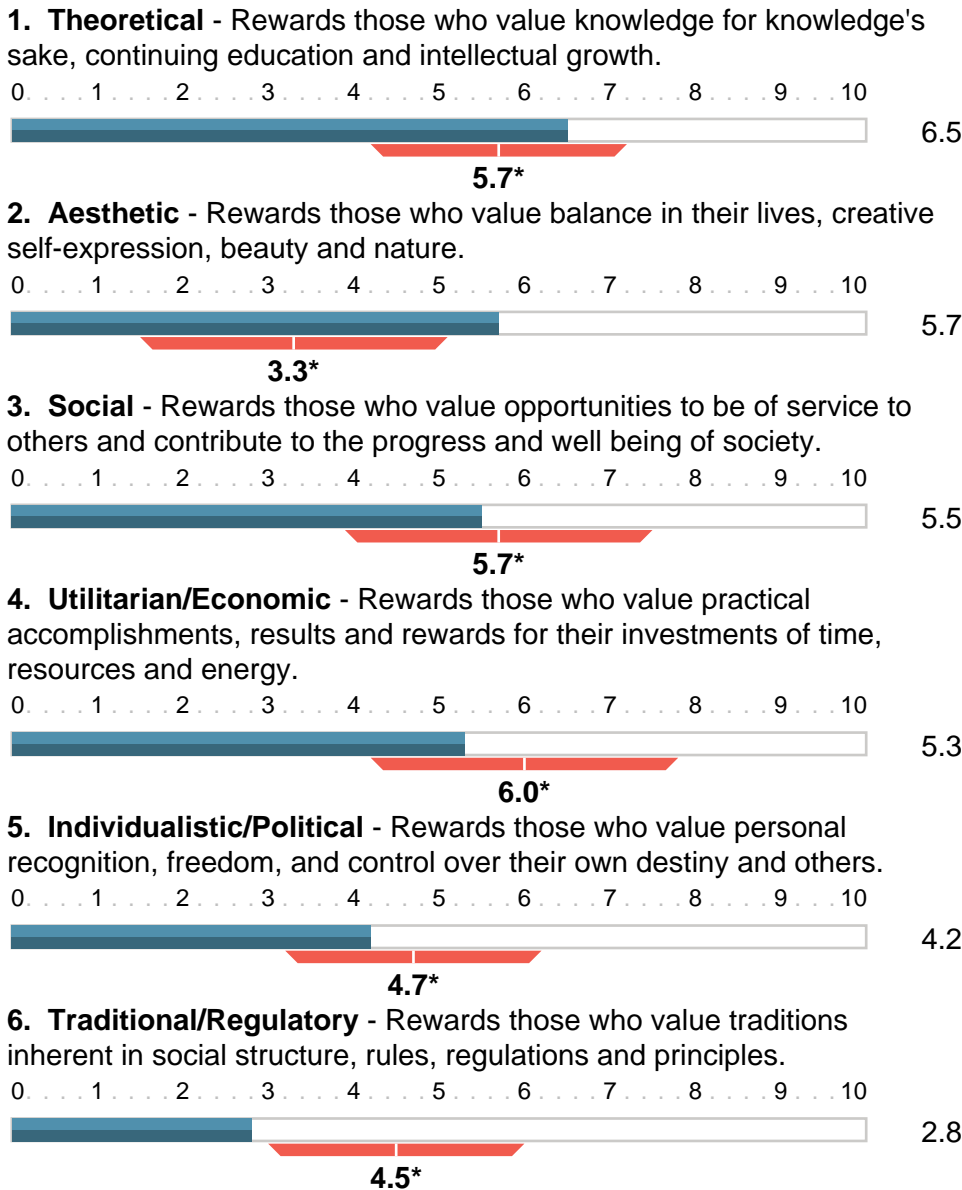 1. Theoretical - Rewards those who value knowledge for knowledge's
sake, continuing education and intellectual growth.
0. . . . 1 . . . . 2 . . . . 3 . . . . 4 . . . . 5 . . . . 6 . . . . 7 . . . . 8 . . . . 9 . . . 10
6.5
5.7*
2. Aesthetic - Rewards those who value balance in their lives, creative
self-expression, beauty and nature.
0. . . . 1 . . . . 2 . . . . 3 . . . . 4 . . . . 5 . . . . 6 . . . . 7 . . . . 8 . . . . 9 . . . 10
5.7
3.3*
3. Social - Rewards those who value opportunities to be of service to
others and contribute to the progress and well being of society.
0. . . . 1 . . . . 2 . . . . 3 . . . . 4 . . . . 5 . . . . 6 . . . . 7 . . . . 8 . . . . 9 . . . 10
5.5
5.7*
4. Utilitarian/Economic - Rewards those who value practical
accomplishments, results and rewards for their investments of time,
resources and energy.
0. . . . 1 . . . . 2 . . . . 3 . . . . 4 . . . . 5 . . . . 6 . . . . 7 . . . . 8 . . . . 9 . . . 10
5.3
6.0*
5. Individualistic/Political - Rewards those who value personal
recognition, freedom, and control over their own destiny and others.
0. . . . 1 . . . . 2 . . . . 3 . . . . 4 . . . . 5 . . . . 6 . . . . 7 . . . . 8 . . . . 9 . . . 10
4.2
4.7*
6. Traditional/Regulatory - Rewards those who value traditions
inherent in social structure, rules, regulations and principles.
0. . . . 1 . . . . 2 . . . . 3 . . . . 4 . . . . 5 . . . . 6 . . . . 7 . . . . 8 . . . . 9 . . . 10
2.8
4.5*